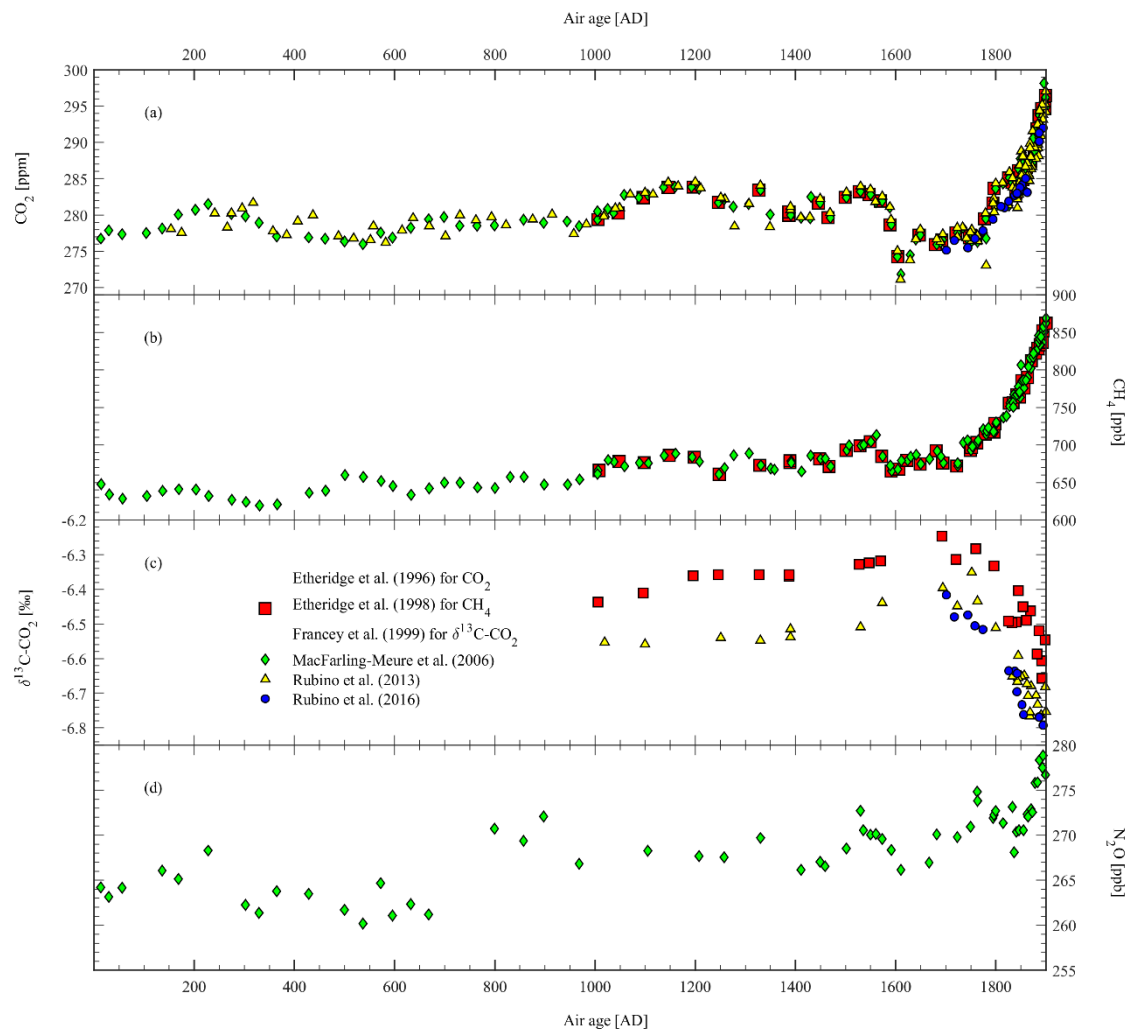 Air age [AD]
200 400 600 800 1000 1200 1400 1600 1800
300
295
290
285
280
275
270
CO2 [ppm]
(a)
900
850
800
750
700
650
600
CH4 [ppb]
(b)
-6.2
-6.3
-6.4
-6.5
-6.6
-6.7
-6.8
δ13C-CO2 [‰]
(c)
Etheridge et al. (1996) for CO2
Etheridge et al. (1998) for CH4
Francey et al. (1999) for δ13C-CO2
MacFarling-Meure et al. (2006)
Rubino et al. (2013)
Rubino et al. (2016)
280
275
270
265
260
255
N2O [ppb]
(d)
200 400 600 800 1000 1200 1400 1600 1800
Air age [AD]